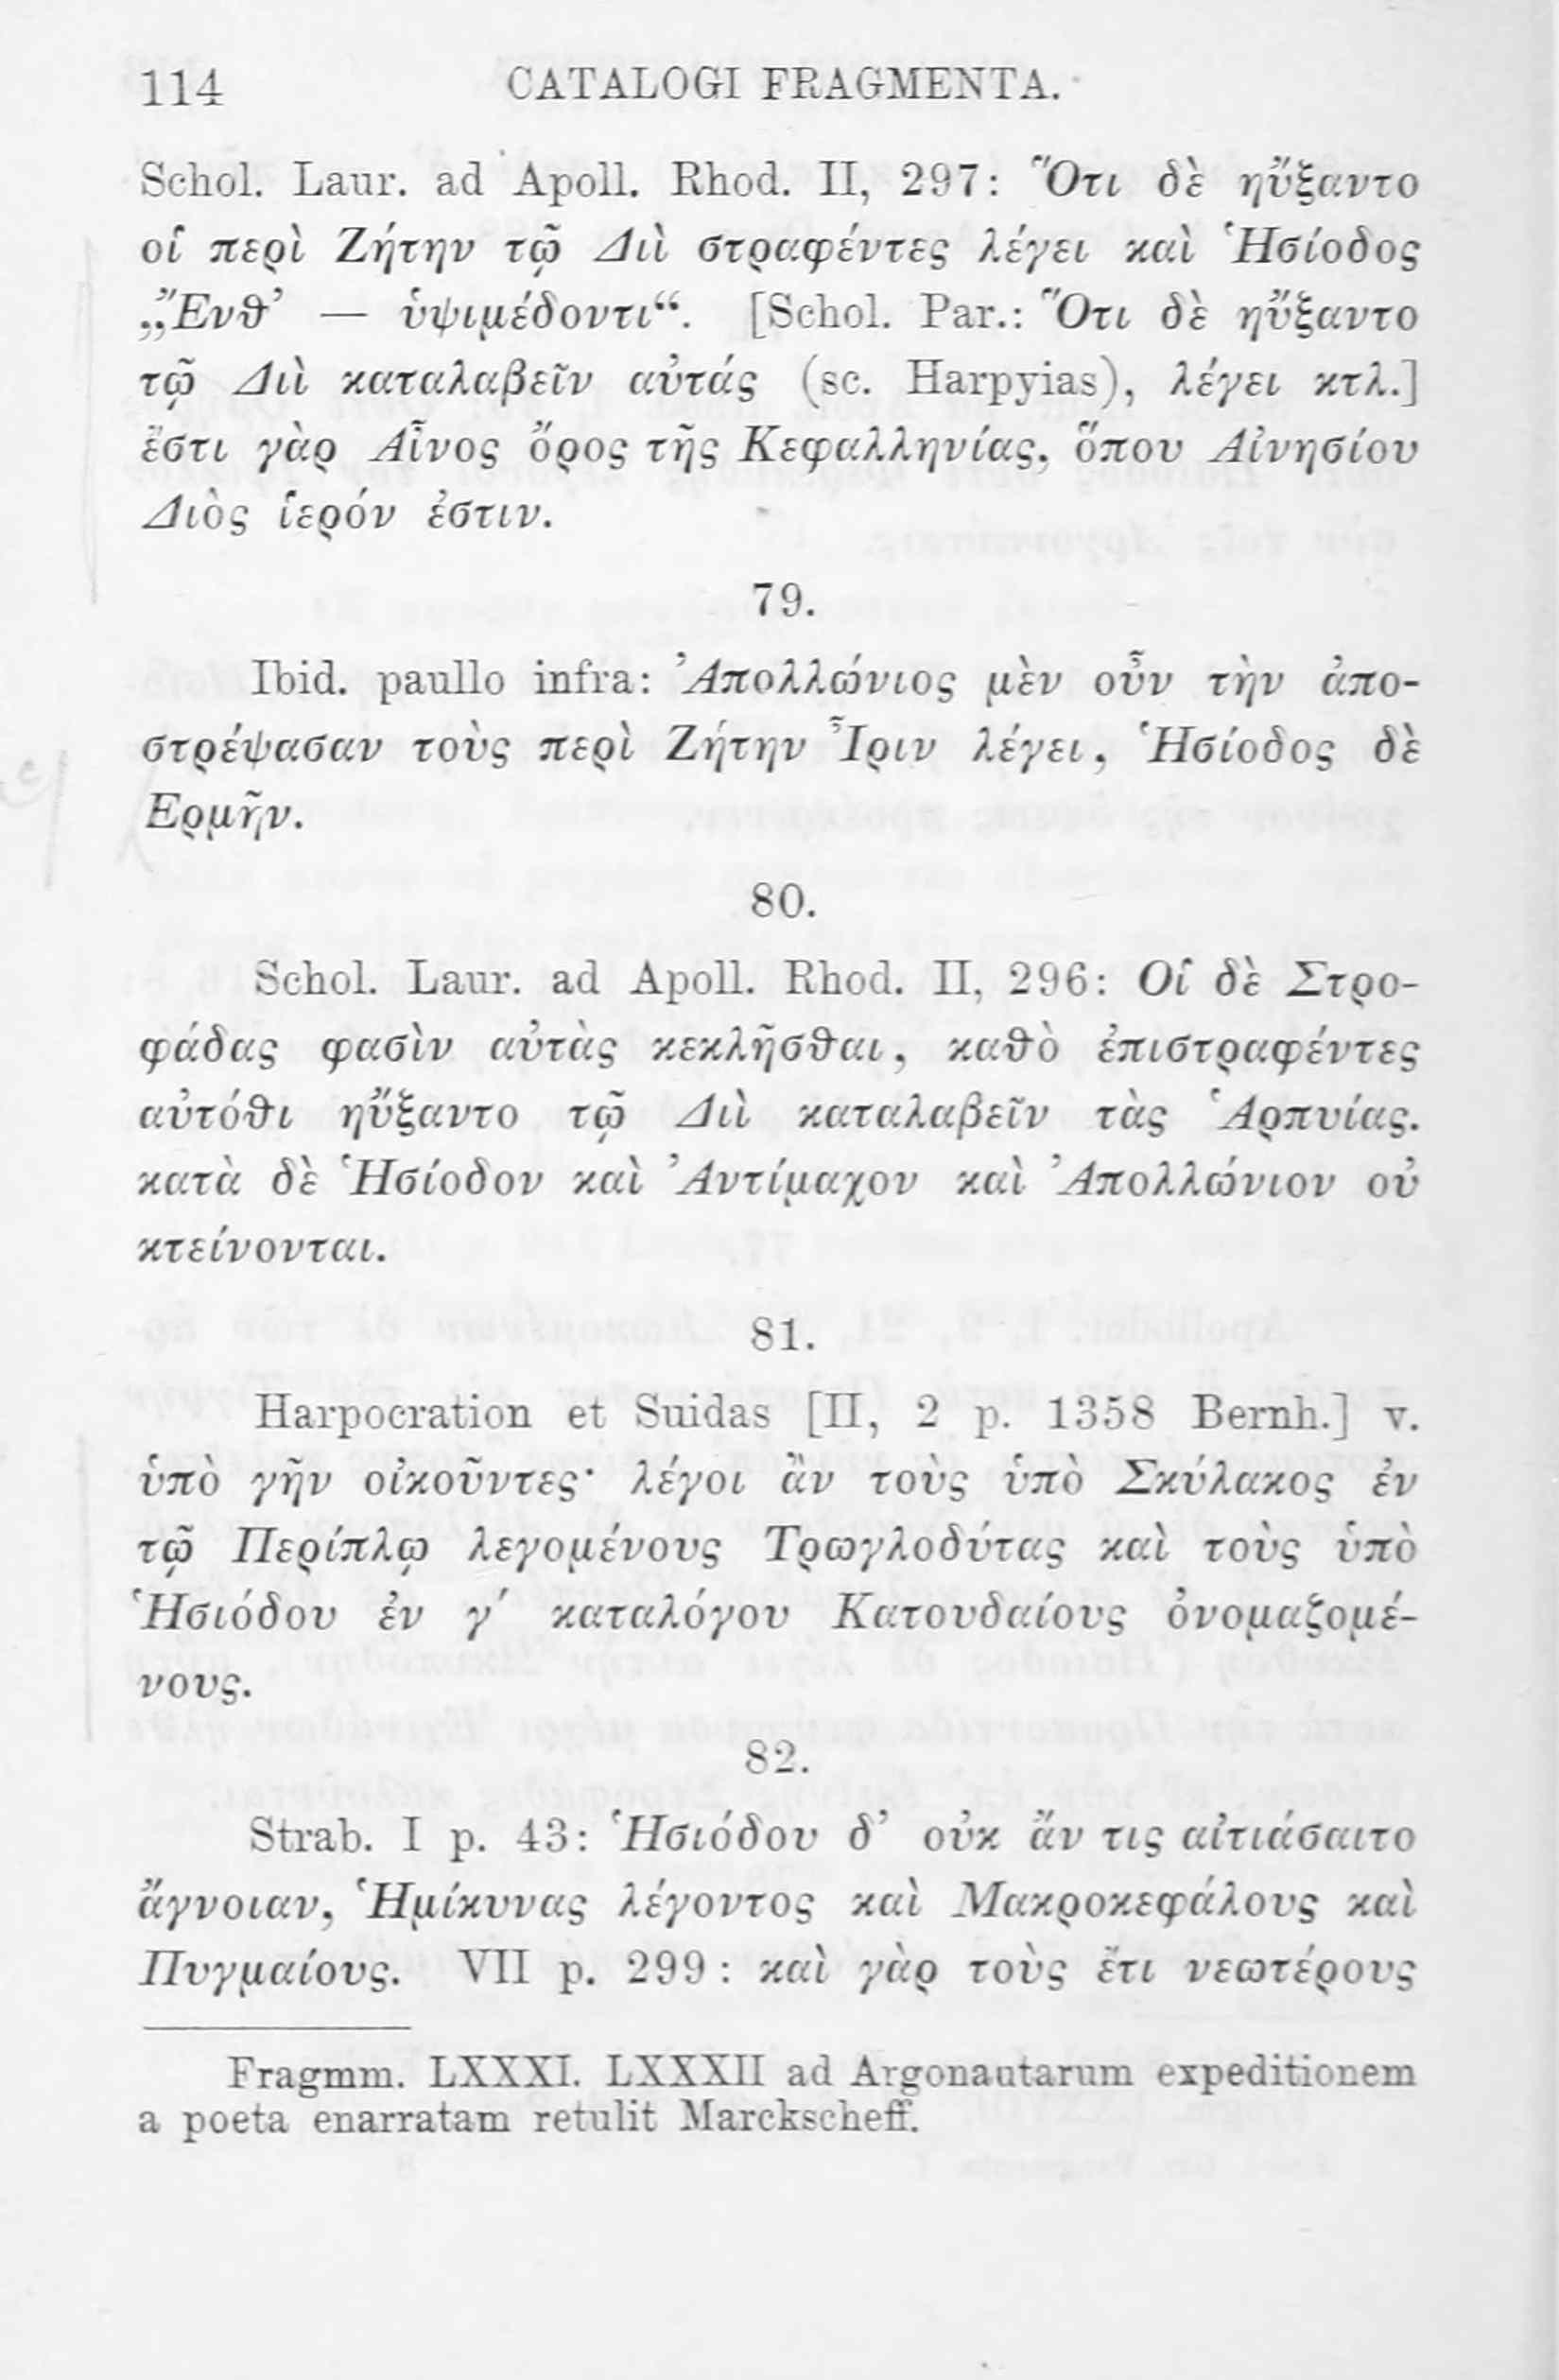 114 CATALOGI FRAGMENTA.
Schol. Laur. ad Apoll. Rhod. II, 297: Ὅτι δὲ ηὔξαντο
οἱ περὶ Ζήτην τῷ Διὶ στραφέντες λέγει καὶ Ἡσίοδος
„Ἔνθ’ — ὑψιμέδοντι“. [Schol. Par.: Ὅτι δὲ ηὔξαντο
τῷ Διὶ καταλαβεῖν αὐτάς (sc. Harpyias), λέγει κτλ.]
ἔστι γὰρ Αἶνος ὄρος τῆς Κεφαλληνίας, ὅπου Αἰνησίου
Διὸς ἱερόν ἐστιν.
79.
Ibid. paullo infra: Ἀπολλώνιος μὲν οὖν τὴν ἀπο-
στρέψασαν τοὺς περὶ Ζήτην Ἶριν λέγει, Ἡσίοδος δὲ
Ερμῆν.
80.
Schol. Laur. ad Apoll. Rhod. II, 296: Οἱ δὲ Στρο-
φάδας φασὶν αὐτὰς κεκλῆσθαι, καθὸ ἐπιστραφέντες
αὐτόθι ηὔξαντο τῷ Διὶ καταλαβεῖν τὰς Ἁρπυίας.
κατὰ δὲ Ἡσίοδον καὶ Ἀντίμαχον καὶ Ἀπολλώνιον οὐ
κτείνονται.
81.
Harpocration et Suidas [II, 2 p. 1358 Bernh.] v.
ὑπὸ γῆν οἰκοῦντες· λέγοι ἂν τοὺς ὑπὸ Σκύλακος ἐν
τῷ Περίπλῳ λεγομένους Τρωγλοδύτας καὶ τοὺς ὑπὸ
Ἡσιόδου ἐν γ′ καταλόγου Κατουδαίους ὀνομαζομέ-
νους.
82.
Strab. I p. 43: Ἡσιόδου δ’ οὐκ ἄν τις αἰτιάσαιτο
ἄγνοιαν, Ἡμίκυνας λέγοντος καὶ Μακροκεφάλους καὶ
Πυγμαίους. VII p. 299: καὶ γὰρ τοὺς ἔτι νεωτέρους
Fragmm. LXXXI. LXXXII ad Argonautarum expeditionem
a poeta enarratam retulit Marckscheff.